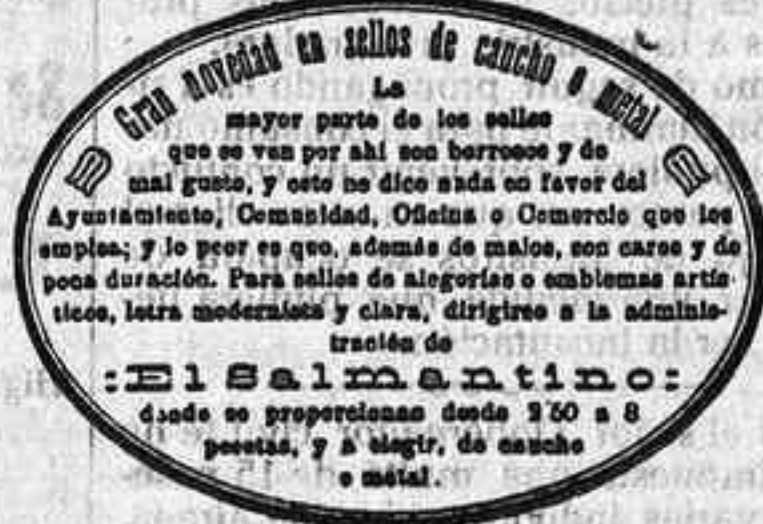 Gran novedad en sellos de caucho o metal
La
mayor parte de los sellos
que se ven por ahí son borrosos y de
mal gusto, y esto no dice nada en favor del
Ayuntamiento, Comunidad, Oficina o Comercio que los
emplea; y lo peor es que, además de malos, son caros y de
poca duración. Para sellos de alegorías o emblemas artís-
ticos, letra modernista y clara, dirigirse a la adminis-
tración de
:El Salmantino:
donde se proporcionan desde 2'50 a 8
pesetas, y a elegir, de caucho
o metal.